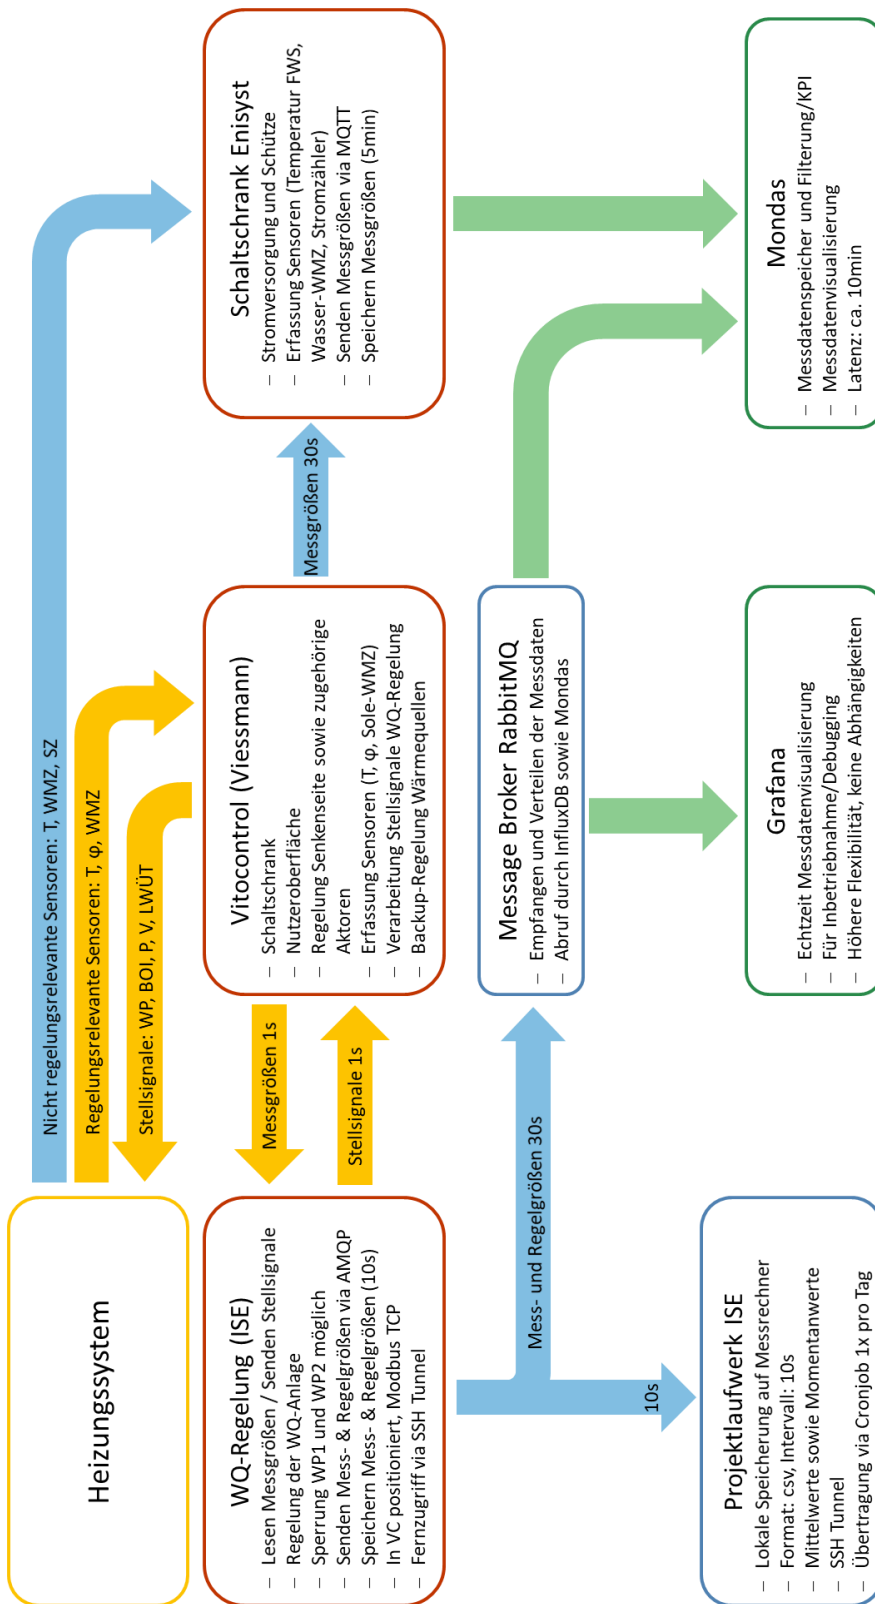 Heizungssystem
Nicht regelungsrelevante Sensoren: T, WMZ, SZ
Regelungsrelevante Sensoren: T, φ, WMZ
Stellsignale: WP, BOI, P, V, LWÜT
WQ-Regelung (ISE)
– Lesen Messgrößen / Senden Stellsignale
– Regelung der WQ-Anlage
– Sperrung WP1 und WP2 möglich
– Senden Mess- & Regelgrößen via AMQP
– Speichern Mess- & Regelgrößen (10s)
– In VC positioniert, Modbus TCP
– Fernzugriff via SSH Tunnel
Messgrößen 1s
Stellsignale 1s
Vitocontrol (Viessmann)
– Schaltschrank
– Nutzeroberfläche
– Regelung Senkenseite sowie zugehörige
Aktoren
– Erfassung Sensoren (T, φ, Sole-WMZ)
– Verarbeitung Stellsignale WQ-Regelung
– Backup-Regelung Wärmequellen
Messgrößen 30s
Schaltschrank Enisyst
– Stromversorgung und Schütze
– Erfassung Sensoren (Temperatur FWS,
Wasser-WMZ, Stromzähler)
– Senden Messgrößen via MQTT
– Speichern Messgrößen (5min)
Mess- und Regelgrößen 30s
10s
Message Broker RabbitMQ
– Empfangen und Verteilen der Messdaten
– Abruf durch InfluxDB sowie Mondas
Projektlaufwerk ISE
– Lokale Speicherung auf Messrechner
– Format: csv, Intervall: 10s
– Mittelwerte sowie Momentanwerte
– SSH Tunnel
– Übertragung via Cronjob 1x pro Tag
Grafana
– Echtzeit Messdatenvisualisierung
– Für Inbetriebnahme/Debugging
– Höhere Flexibilität, keine Abhängigkeiten
Mondas
– Messdatenspeicher und Filterung/KPI
– Messdatenvisualisierung
– Latenz: ca. 10min